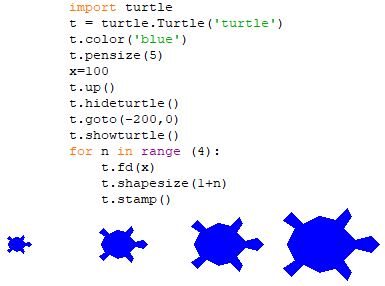 import turtle
t = turtle.Turtle('turtle')
t.color('blue')
t.pensize(5)
x=100
t.up()
t.hideturtle()
t.goto(-200,0)
t.showturtle()
for n in range (4):
    t.fd(x)
    t.shapesize(1+n)
    t.stamp()